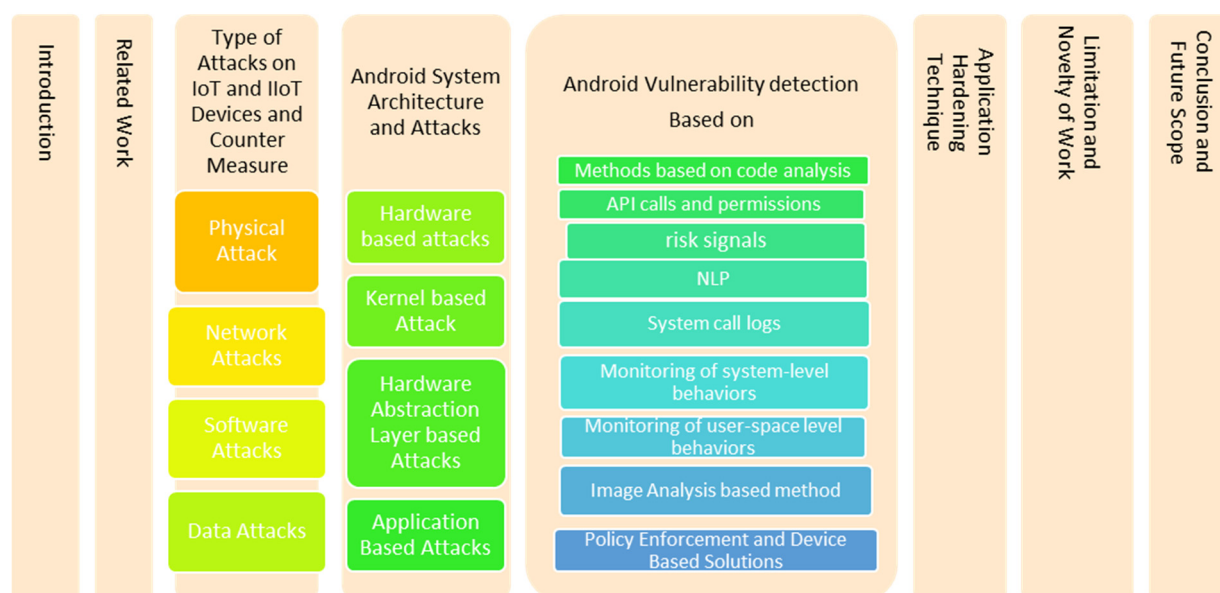 Introduction
Related Work
Type of
Attacks on
IoT and IIoT
Devices and
Counter
Measure
Physical
Attack
Network
Attacks
Software
Attacks
Data Attacks
Android System
Architecture
and Attacks
Hardware
based attacks
Kernel based
Attack
Hardware
Abstraction
Layer based
Attacks
Application
Based Attacks
Android Vulnerability detection
Based on
Methods based on code analysis
API calls and permissions
risk signals
NLP
System call logs
Monitoring of system-level
behaviors
Monitoring of user-space level
behaviors
Image Analysis based method
Policy Enforcement and Device
Based Solutions
Application
Hardening
Technique
Limitation and
Novelty of Work
Conclusion and
Future Scope